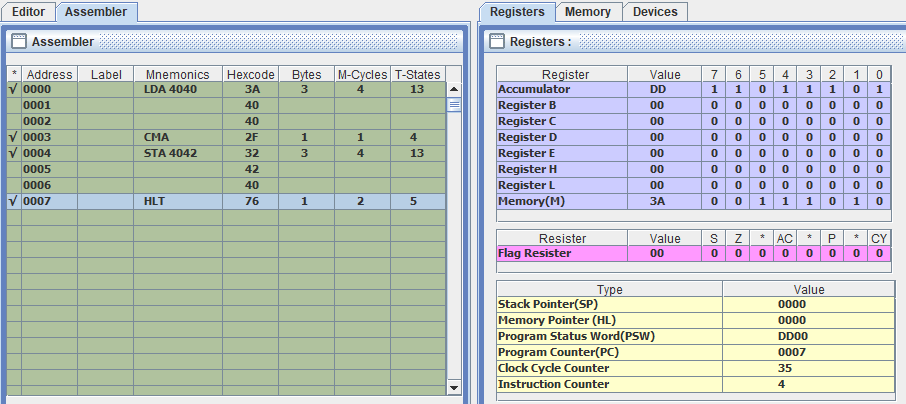 Editor Assembler
Assembler
* Address Label Mnemonics Hexcode Bytes M-Cycles T-States
√ 0000 LDA 4040 3A 3 4 13
0001 40
0002 40
√ 0003 CMA 2F 1 1 4
√ 0004 STA 4042 32 3 4 13
0005 42
0006 40
√ 0007 HLT 76 1 2 5
Registers Memory Devices
Registers :
Register Value 7 6 5 4 3 2 1 0
Accumulator DD 1 1 0 1 1 1 0 1
Register B 00 0 0 0 0 0 0 0 0
Register C 00 0 0 0 0 0 0 0 0
Register D 00 0 0 0 0 0 0 0 0
Register E 00 0 0 0 0 0 0 0 0
Register H 00 0 0 0 0 0 0 0 0
Register L 00 0 0 0 0 0 0 0 0
Memory(M) 3A 0 0 1 1 1 0 1 0
Resister Value S Z * AC * P * CY
Flag Resister 00 0 0 0 0 0 0 0 0
Type Value
Stack Pointer(SP) 0000
Memory Pointer (HL) 0000
Program Status Word(PSW) DD00
Program Counter(PC) 0007
Clock Cycle Counter 35
Instruction Counter 4